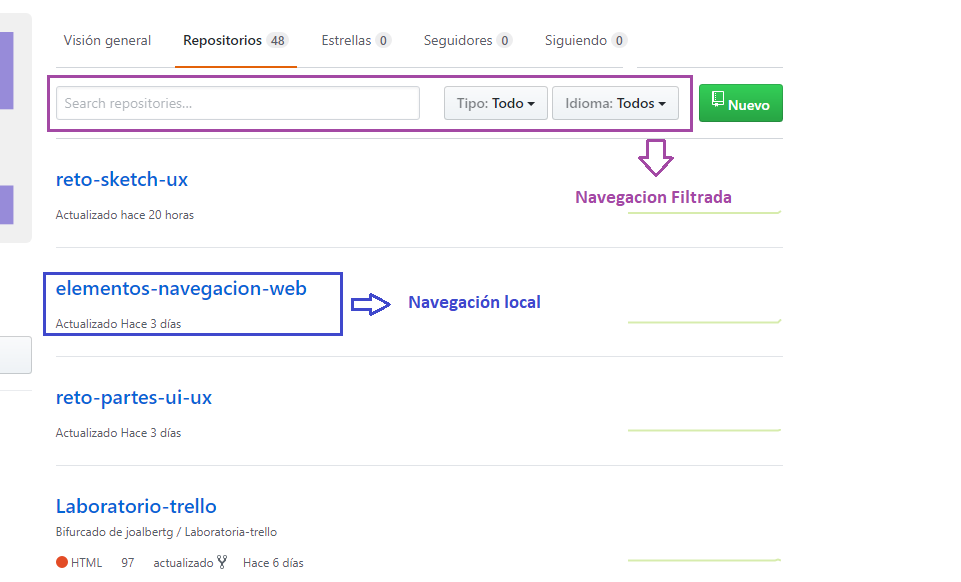 Visión general Repositorios 48 Estrellas 0 Seguidores 0 Siguiendo 0
Search repositories... Tipo: Todo Idioma: Todos Nuevo
reto-sketch-ux
Navegacion Filtrada
Actualizado hace 20 horas
elementos-navegacion-web
Navegación local
Actualizado Hace 3 días
reto-partes-ui-ux
Actualizado Hace 3 días
Laboratorio-trello
Bifurcado de joalbertg / Laboratoria-trello
HTML 97 actualizado Hace 6 días